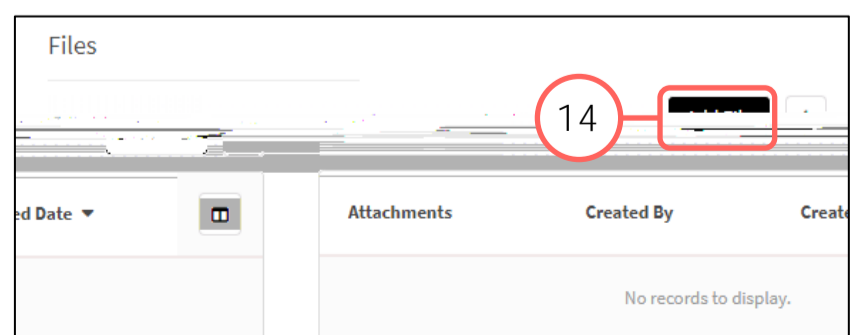 Files
14
ed Date ▼ Attachments Created By Create
No records to display.